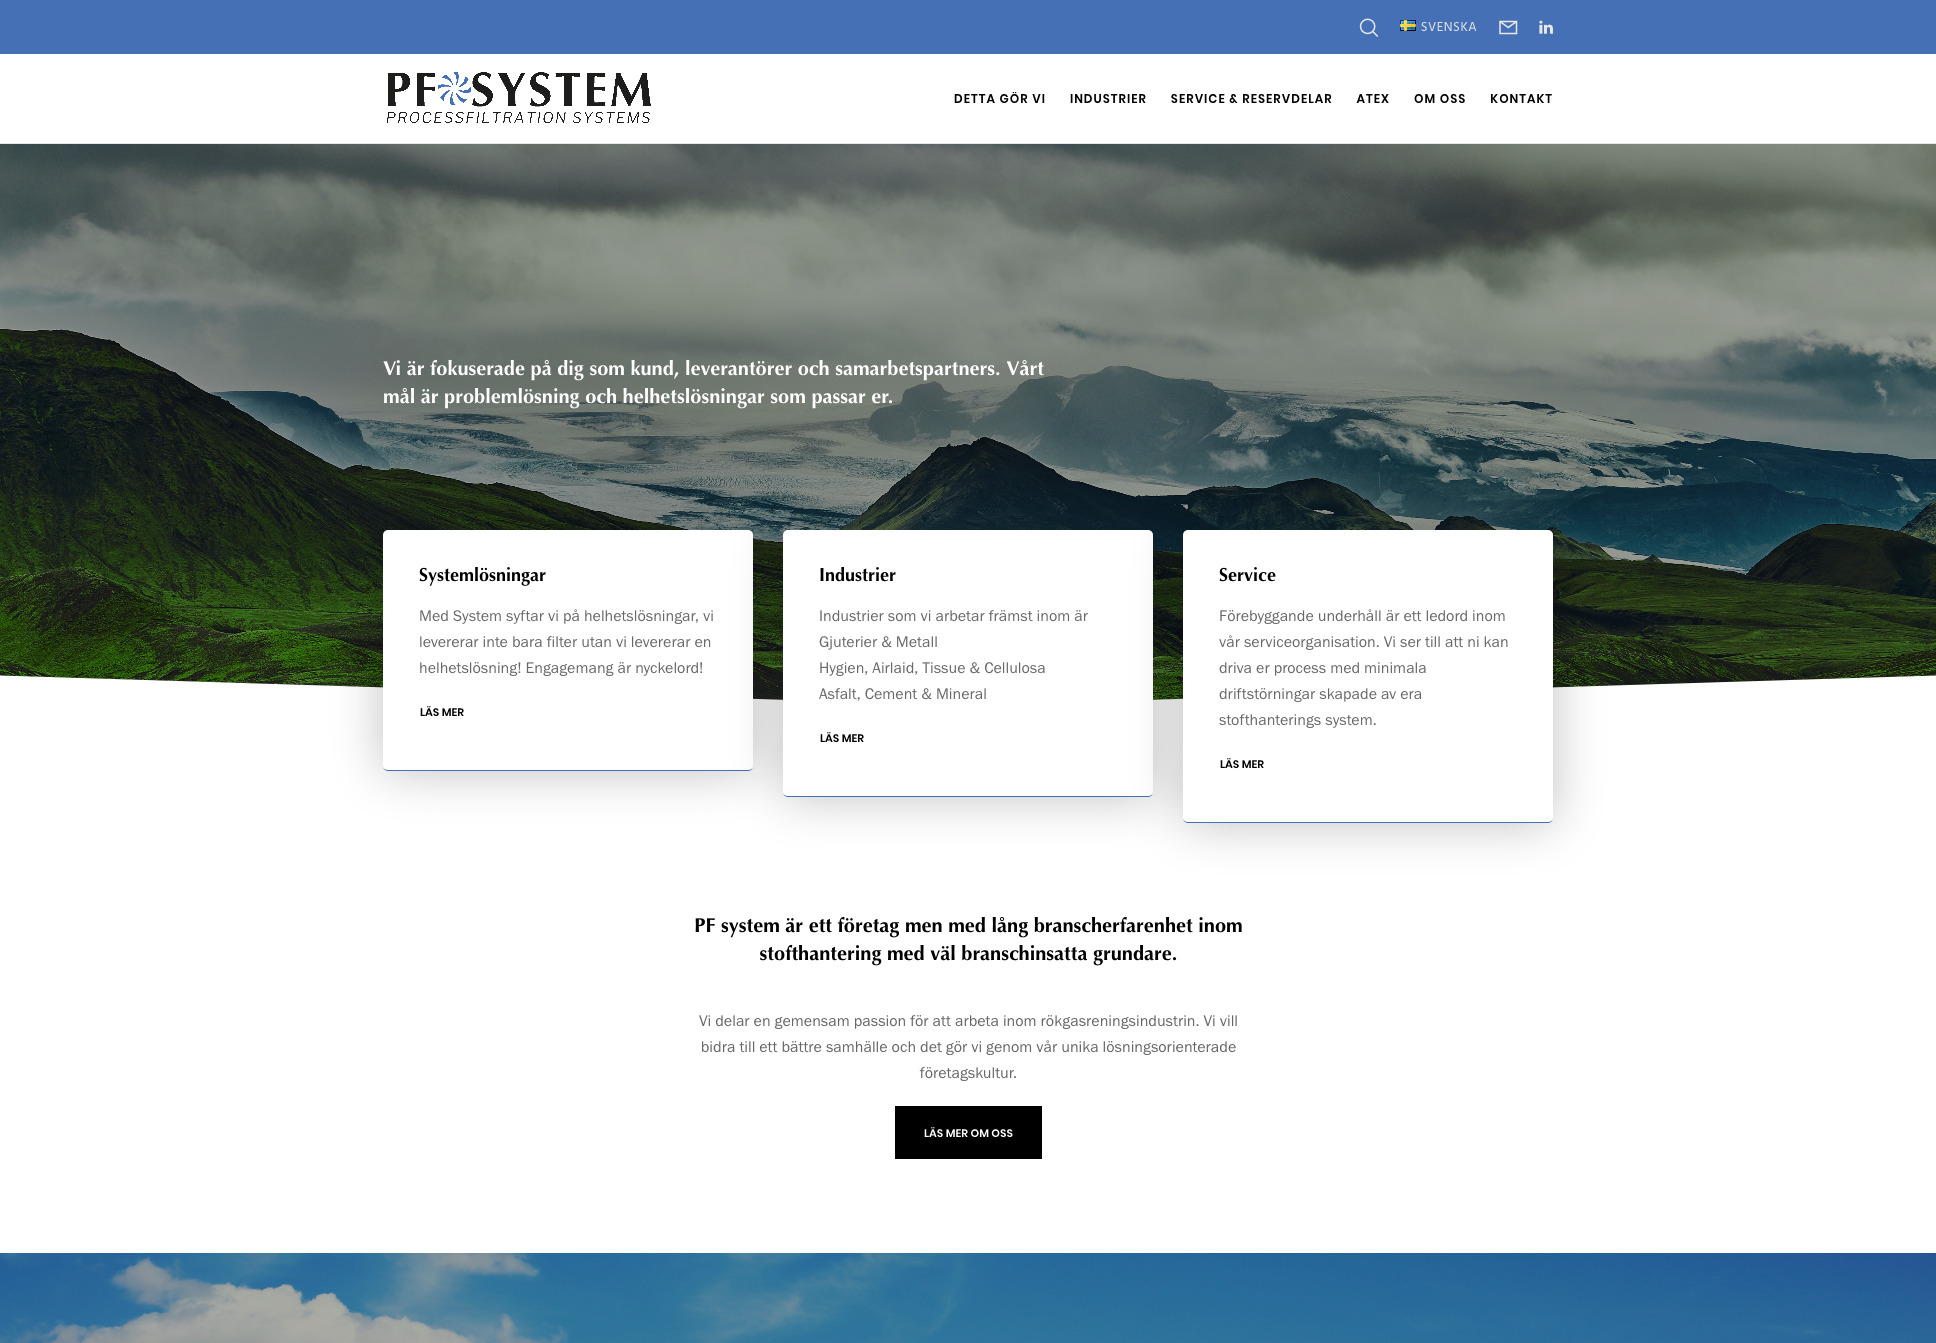 SVENSKA
PF SYSTEM
PROCESSFILTRATION SYSTEMS
DETTA GÖR VI
INDUSTRIER
SERVICE & RESERVDELAR
ATEX
OM OSS
KONTAKT
Vi är fokuserade på dig som kund, leverantörer och samarbetspartners. Vårt
mål är problemlösning och helhetslösningar som passar er.
Systemlösningar
Med System syftar vi på helhetslösningar, vi
levererar inte bara filter utan vi levererar en
helhetslösning! Engagemang är nyckelord!
LÄS MER
Industrier
Industrier som vi arbetar främst inom är
Gjuterier & Metall
Hygien, Airlaid, Tissue & Cellulosa
Asfalt, Cement & Mineral
LÄS MER
Service
Förebyggande underhåll är ett ledord inom
vår serviceorganisation. Vi ser till att ni kan
driva er process med minimala
driftstörningar skapade av era
stofthanterings system.
LÄS MER
PF system är ett företag men med lång branscherfarenhet inom
stofthantering med väl branschinsatta grundare.
Vi delar en gemensam passion för att arbeta inom rökgasreningsindustrin. Vi vill
bidra till ett bättre samhälle och det gör vi genom vår unika lösningsorienterade
företagskultur.
LÄS MER OM OSS